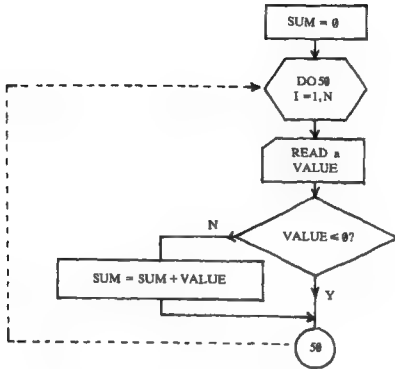 SUM = 0
DO 50
I = 1, N
READ a
VALUE
VALUE ≤ 0?
N
SUM = SUM + VALUE
Y
50